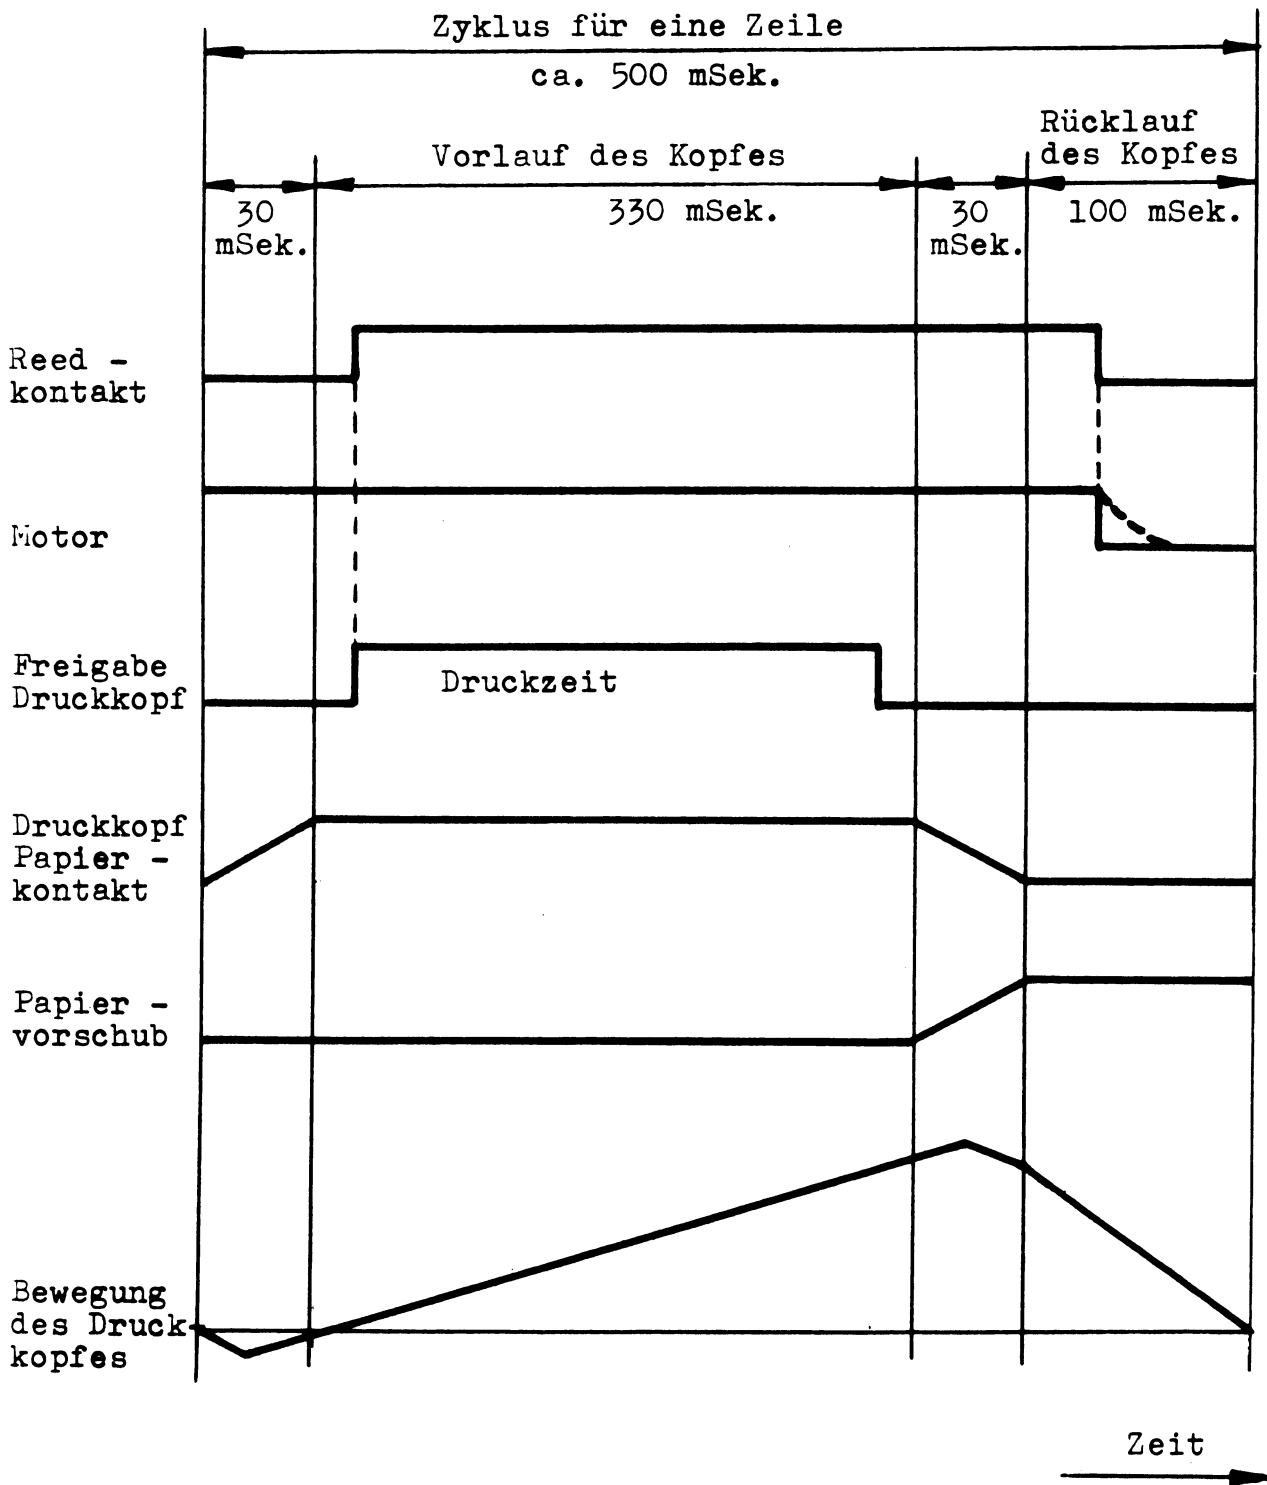 Zyklus für eine Zeile
ca. 500 mSek.
Rücklauf
des Kopfes
Vorlauf des Kopfes
30
mSek.
330 mSek.
30
mSek.
100 mSek.
Reed -
kontakt
Motor
Freigabe
Druckkopf
Druckzeit
Druckkopf
Papier -
kontakt
Papier -
vorschub
Bewegung
des Druck-
kopfes
Zeit